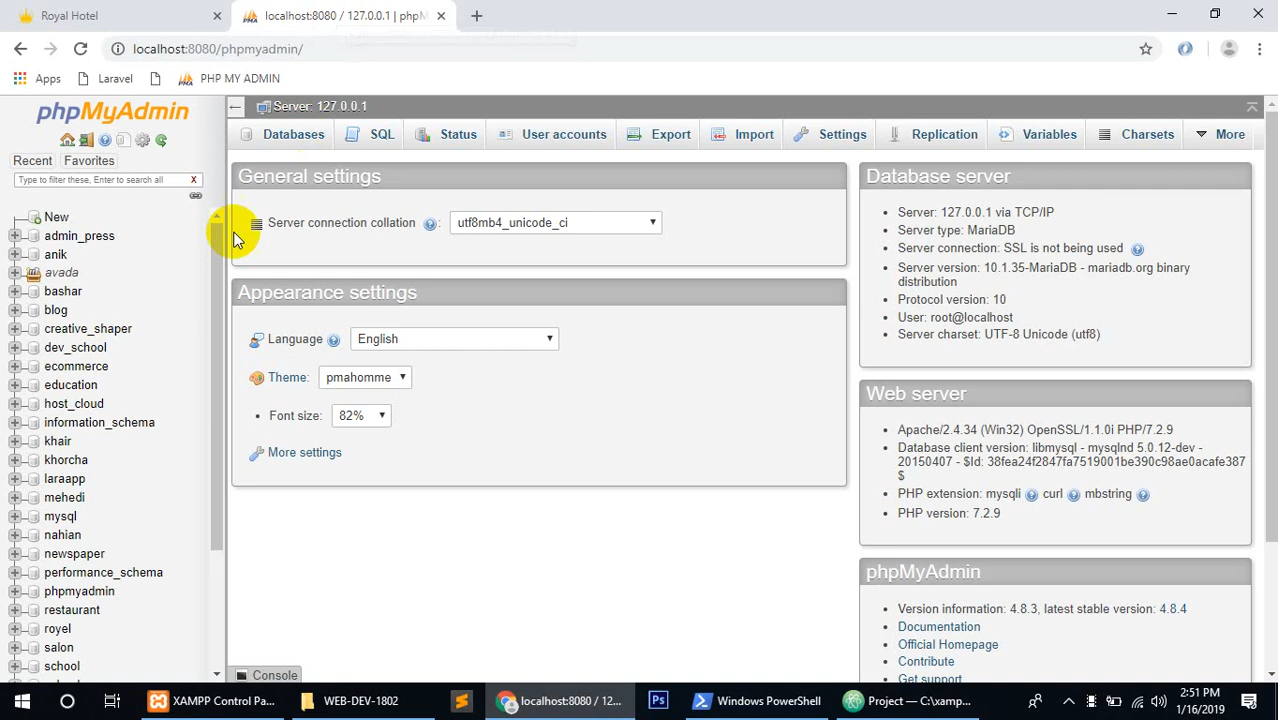 Royal Hotel
localhost:8080 / 127.0.0.1 | phpM
localhost:8080/phpmyadmin/
Apps
Laravel
PHP MY ADMIN
phpMyAdmin
Recent
Favorites
Type to filter these, Enter to search all
X
New
admin_press
anik
avada
bashar
blog
creative_shaper
dev_school
ecommerce
education
host_cloud
information_schema
khair
khorcha
laraapp
mehedi
mysql
nahian
newspaper
performance_schema
phpmyadmin
restaurant
royel
salon
school
Server: 127.0.0.1
Databases
SQL
Status
User accounts
Export
Import
Settings
Replication
Variables
Charsets
More
General settings
Server connection collation
:
utf8mb4_unicode_ci
Appearance settings
Language
English
Theme:
pmahomme
Font size:
82%
More settings
Console
Database server
Server: 127.0.0.1 via TCP/IP
Server type: MariaDB
Server connection: SSL is not being used
Server version: 10.1.35-MariaDB - mariadb.org binary
distribution
Protocol version: 10
User: root@localhost
Server charset: UTF-8 Unicode (utf8)
Web server
Apache/2.4.34 (Win32) OpenSSL/1.1.0i PHP/7.2.9
Database client version: libmysql - mysqlnd 5.0.12-dev -
20150407 - $Id: 38fea24f2847fa7519001be390c98ae0acafe387
$
PHP extension: mysqli
curl
mbstring
PHP version: 7.2.9
phpMyAdmin
Version information: 4.8.3, latest stable version: 4.8.4
Documentation
Official Homepage
Contribute
Get support
XAMPP Control Pa...
WEB-DEV-1802
localhost:8080 / 12...
Windows PowerShell
Project — C:\xamp...
2:51 PM
1/16/2019